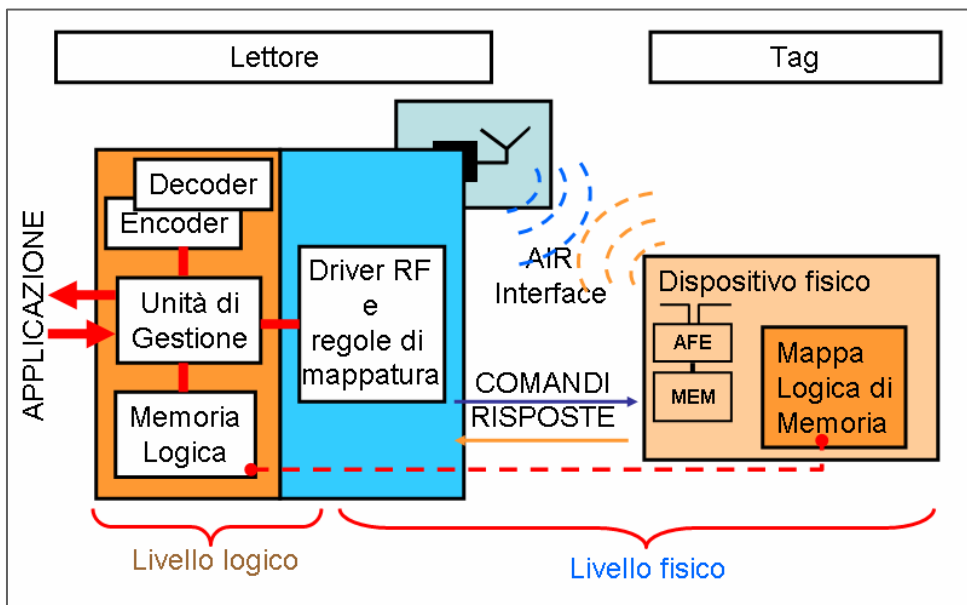 Lettore
Tag
Decoder
Encoder
APPLICAZIONE
Unità di
Gestione
Memoria
Logica
Driver RF
e
regole di
mappatura
AIR
Interface
COMANDI
RISPOSTE
Dispositivo fisico
AFE
MEM
Mappa
Logica di
Memoria
Livello logico
Livello fisico